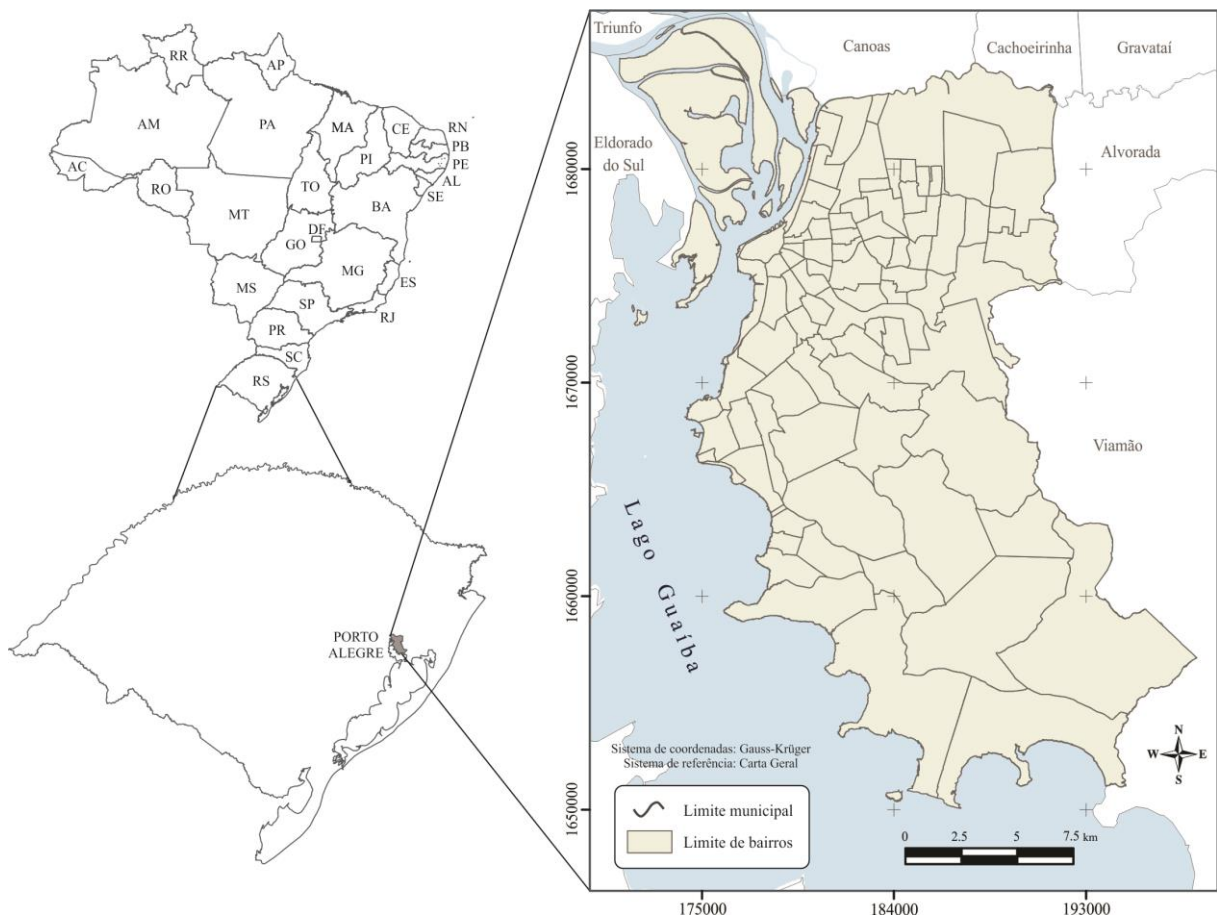 RR
AP
AM
PA
MA
CE
RN
PB
PE
PI
AC
AL
RO
TO
SE
MT
BA
DF
GO
MG
MS
ES
SP
RJ
PR
SC
RS
PORTO
ALEGRE
Triunfo
Canoas
Cachoeirinha
Gravataí
Eldorado
do Sul
Alvorada
Viamão
Lago Guaíba
1680000
1670000
1660000
1650000
Sistema de coordenadas: Gauss-Krüger
Sistema de referência: Carta Geral
Limite municipal
Limite de bairros
N
W E
S
0 2.5 5 7.5 km
175000 184000 193000